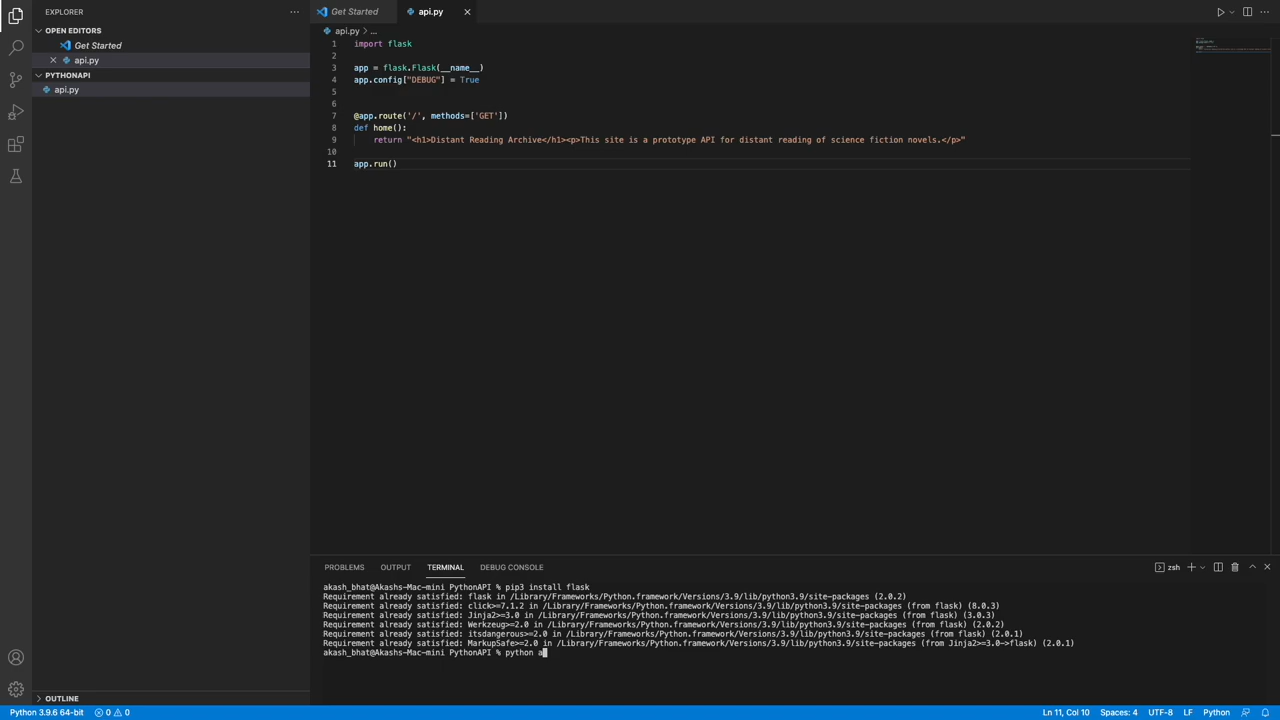 EXPLORER
OPEN EDITORS
Get Started
api.py
PYTHONAPI
api.py
OUTLINE
Get Started
api.py
api.py > ...
1 import flask
2
3 app = flask.Flask(__name__)
4 app.config["DEBUG"] = True
5
6
7 @app.route('/', methods=['GET'])
8 def home():
9 return "<h1>Distant Reading Archive</h1><p>This site is a prototype API for distant reading of science fiction novels.</p>"
10
11 app.run()
PROBLEMS OUTPUT TERMINAL DEBUG CONSOLE
zsh
akash_bhat@Akashs-Mac-mini PythonAPI % pip3 install flask
Requirement already satisfied: flask in /Library/Frameworks/Python.framework/Versions/3.9/lib/python3.9/site-packages (2.0.2)
Requirement already satisfied: click>=7.1.2 in /Library/Frameworks/Python.framework/Versions/3.9/lib/python3.9/site-packages (from flask) (8.0.3)
Requirement already satisfied: Jinja2>=3.0 in /Library/Frameworks/Python.framework/Versions/3.9/lib/python3.9/site-packages (from flask) (3.0.3)
Requirement already satisfied: Werkzeug>=2.0 in /Library/Frameworks/Python.framework/Versions/3.9/lib/python3.9/site-packages (from flask) (2.0.2)
Requirement already satisfied: itsdangerous>=2.0 in /Library/Frameworks/Python.framework/Versions/3.9/lib/python3.9/site-packages (from flask) (2.0.1)
Requirement already satisfied: MarkupSafe>=2.0 in /Library/Frameworks/Python.framework/Versions/3.9/lib/python3.9/site-packages (from Jinja2>=3.0->flask) (2.0.1)
akash_bhat@Akashs-Mac-mini PythonAPI % python a
Python 3.9.6 64-bit 0 0 Ln 11, Col 10 Spaces: 4 UTF-8 LF Python